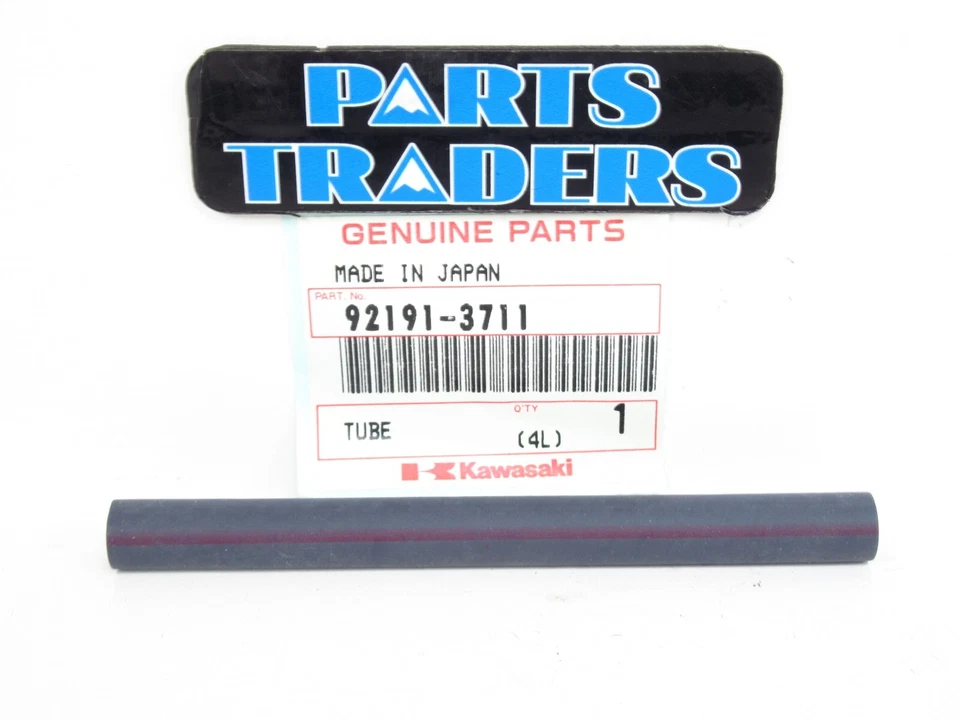 PARTS
TRADERS
GENUINE PARTS
MADE IN JAPAN
PART. No.
92191-3711
Q'TY
TUBE (4L) 1
Kawasaki